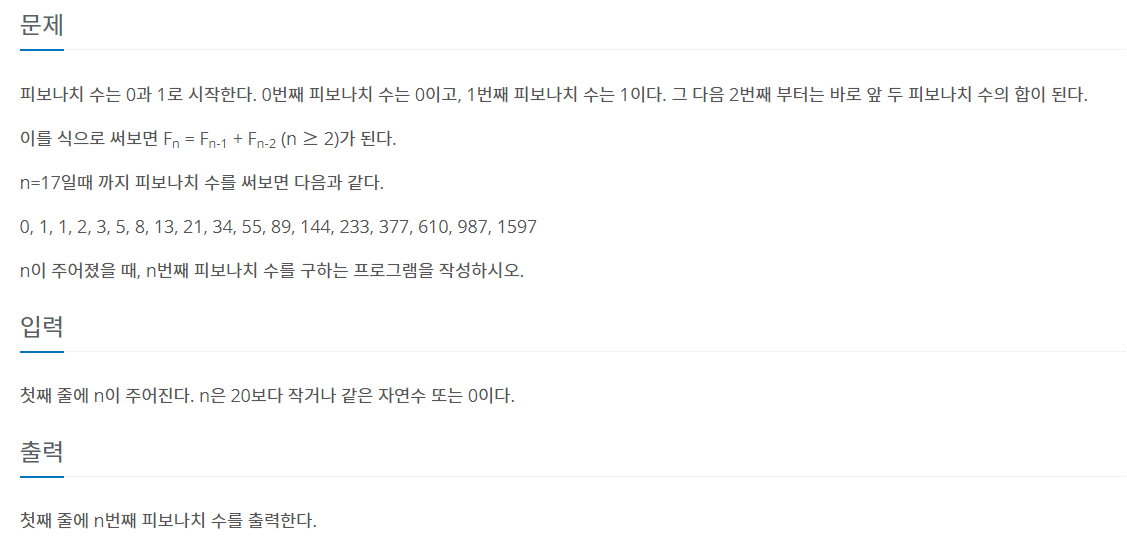 문제
피보나치 수는 0과 1로 시작한다. 0번째 피보나치 수는 0이고, 1번째 피보나치 수는 1이다. 그 다음 2번째 부터는 바로 앞 두 피보나치 수의 합이 된다.
이를 식으로 써보면 Fn = Fn-1 + Fn-2 (n ≥ 2)가 된다.
n=17일때 까지 피보나치 수를 써보면 다음과 같다.
0, 1, 1, 2, 3, 5, 8, 13, 21, 34, 55, 89, 144, 233, 377, 610, 987, 1597
n이 주어졌을 때, n번째 피보나치 수를 구하는 프로그램을 작성하시오.
입력
첫째 줄에 n이 주어진다. n은 20보다 작거나 같은 자연수 또는 0이다.
출력
첫째 줄에 n번째 피보나치 수를 출력한다.